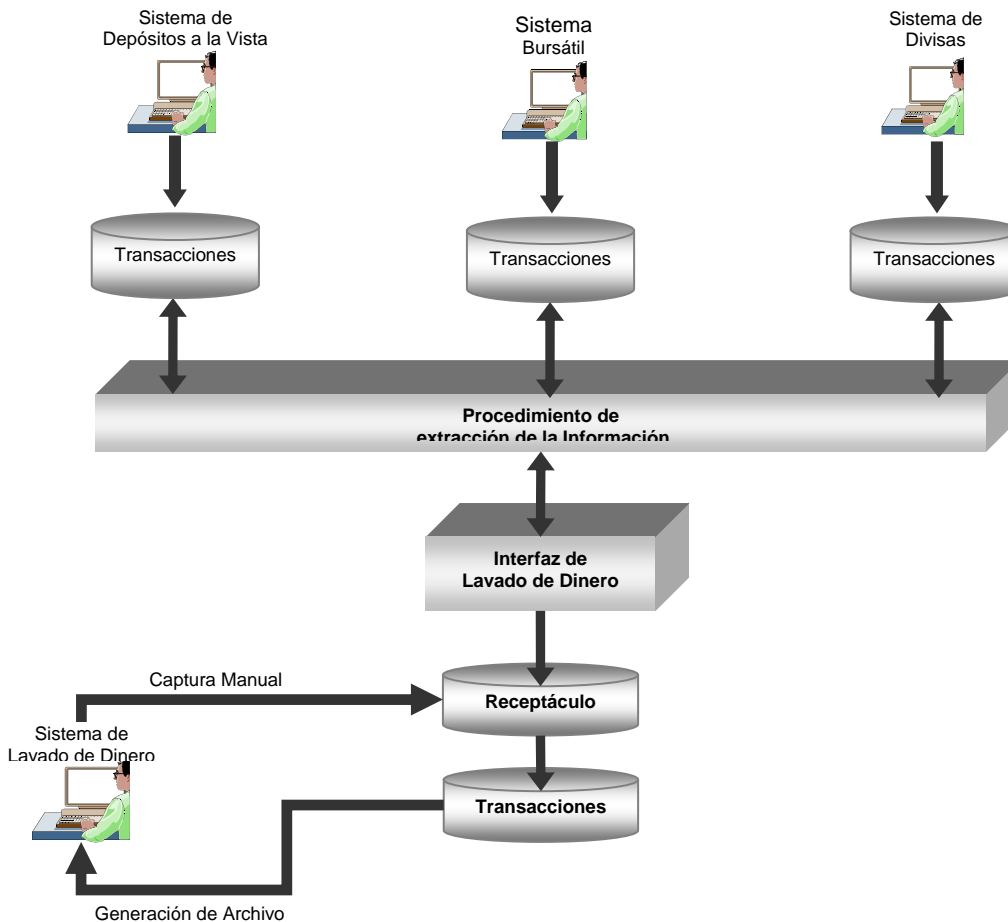 Sistema de
Depósitos a la Vista
Sistema
Bursátil
Sistema de
Divisas
Transacciones
Transacciones
Transacciones
Procedimiento de
extracción de la Información
Interfaz de
Lavado de Dinero
Captura Manual
Receptáculo
Sistema de
Lavado de Dinero
Transacciones
Generación de Archivo